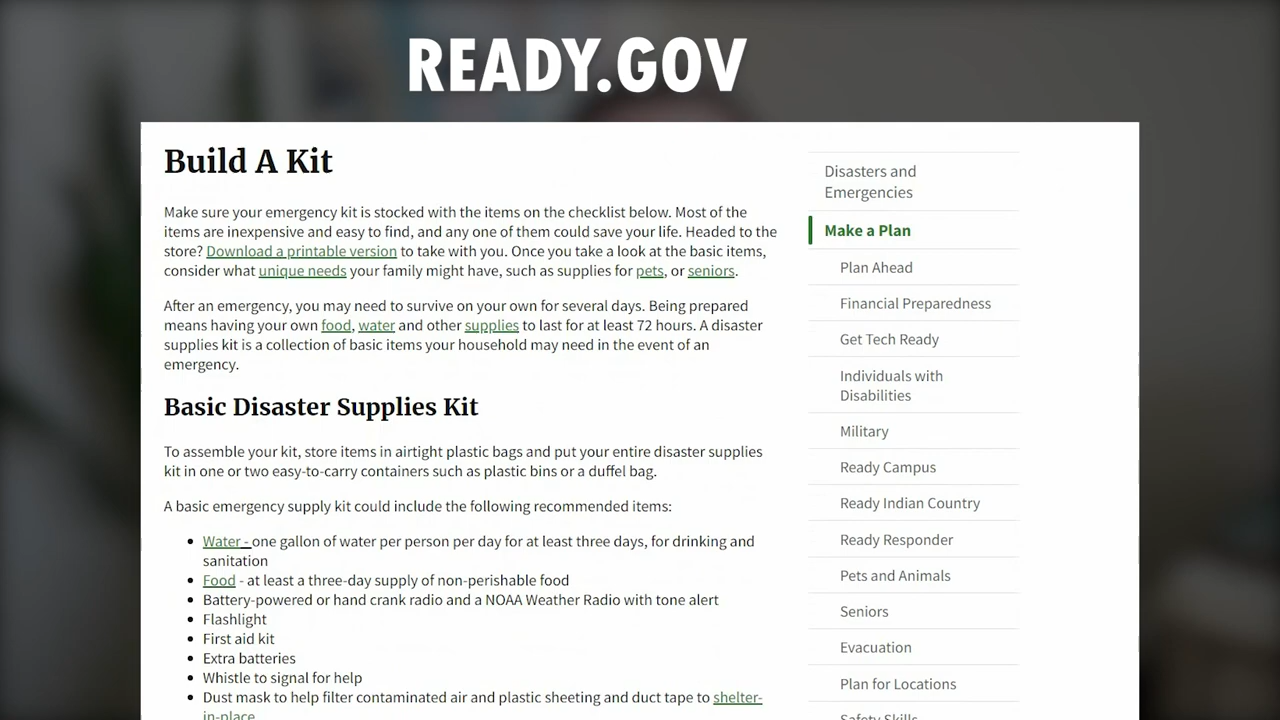 READY.GOV
Build A Kit
Make sure your emergency kit is stocked with the items on the checklist below. Most of the
items are inexpensive and easy to find, and any one of them could save your life. Headed to the
store? Download a printable version to take with you. Once you take a look at the basic items,
consider what unique needs your family might have, such as supplies for pets, or seniors.
After an emergency, you may need to survive on your own for several days. Being prepared
means having your own food, water and other supplies to last for at least 72 hours. A disaster
supplies kit is a collection of basic items your household may need in the event of an
emergency.
Basic Disaster Supplies Kit
To assemble your kit, store items in airtight plastic bags and put your entire disaster supplies
kit in one or two easy-to-carry containers such as plastic bins or a duffel bag.
A basic emergency supply kit could include the following recommended items:
• Water - one gallon of water per person per day for at least three days, for drinking and
sanitation
• Food - at least a three-day supply of non-perishable food
• Battery-powered or hand crank radio and a NOAA Weather Radio with tone alert
• Flashlight
• First aid kit
• Extra batteries
• Whistle to signal for help
• Dust mask to help filter contaminated air and plastic sheeting and duct tape to shelter-
in-place
Disasters and
Emergencies
Make a Plan
Plan Ahead
Financial Preparedness
Get Tech Ready
Individuals with
Disabilities
Military
Ready Campus
Ready Indian Country
Ready Responder
Pets and Animals
Seniors
Evacuation
Plan for Locations
Safety Skills